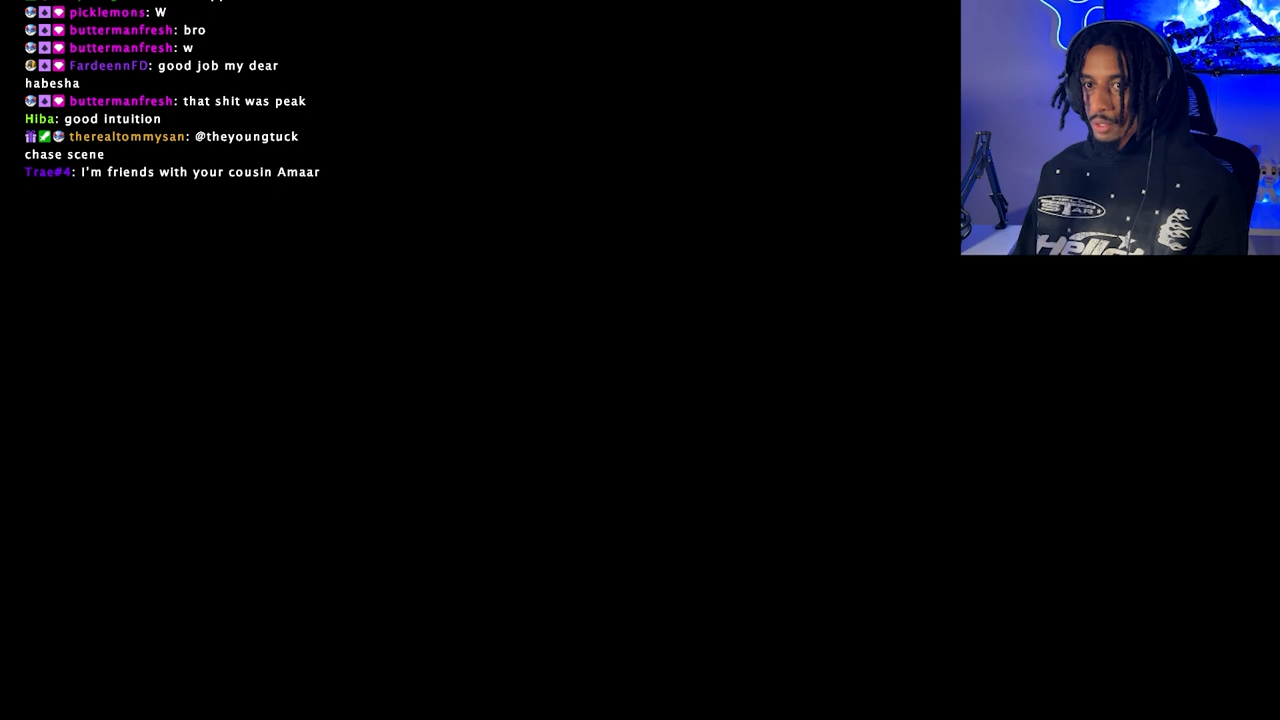 picklemons: W
buttermanfresh: bro
buttermanfresh: w
FardeennFD: good job my dear
habesha
buttermanfresh: that shit was peak
Hiba: good intuition
therealtommysan: @theyoungtuck
chase scene
Trae#4: I'm friends with your cousin Amaar
STAR